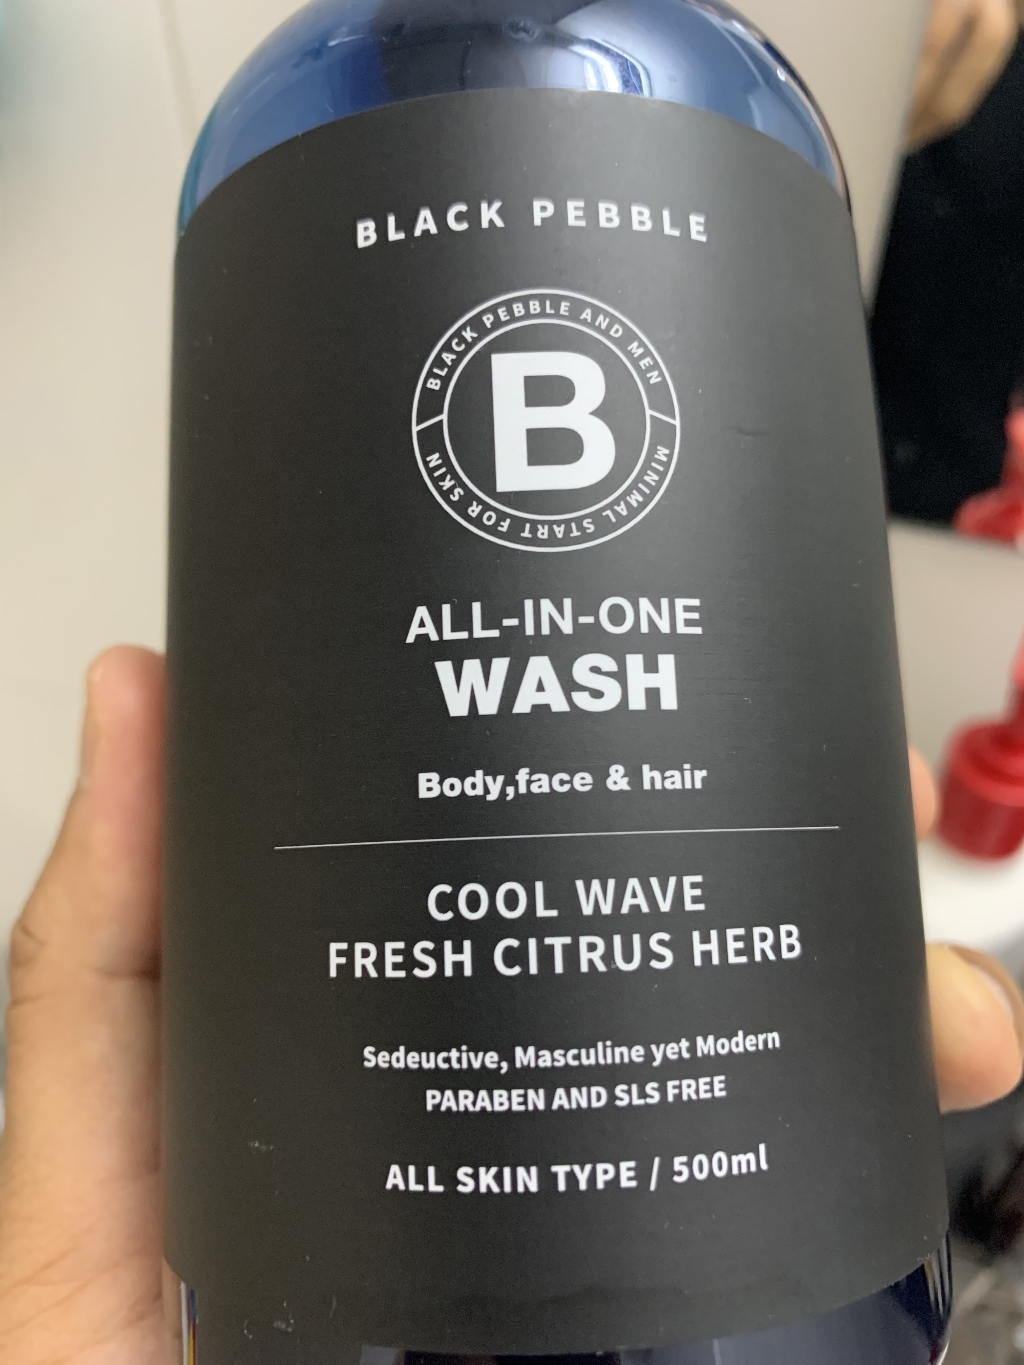 BLACK PEBBLE
BLACK PEBBLE AND MEN
B
MINIMAL START FOR SKIN
ALL-IN-ONE
WASH
Body,face & hair
COOL WAVE
FRESH CITRUS HERB
Sedeuctive, Masculine yet Modern
PARABEN AND SLS FREE
ALL SKIN TYPE / 500ml